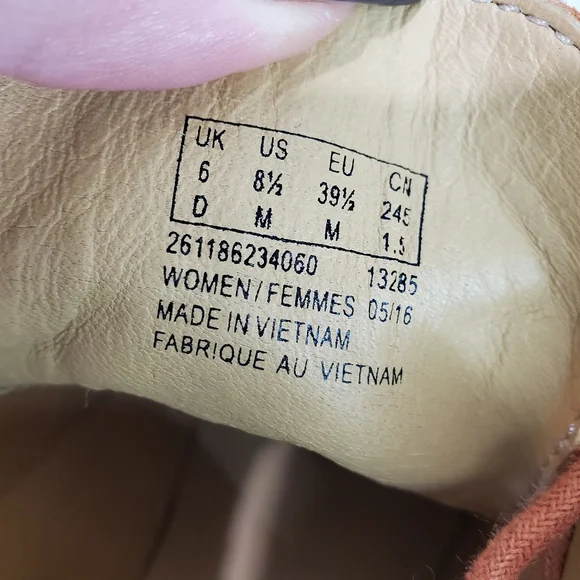 UK US EU CN
6 8½ 39½ 245
D M M 1.5
261186234060 13285
WOMEN/FEMMES 05/16
MADE IN VIETNAM
FABRIQUE AU VIETNAM